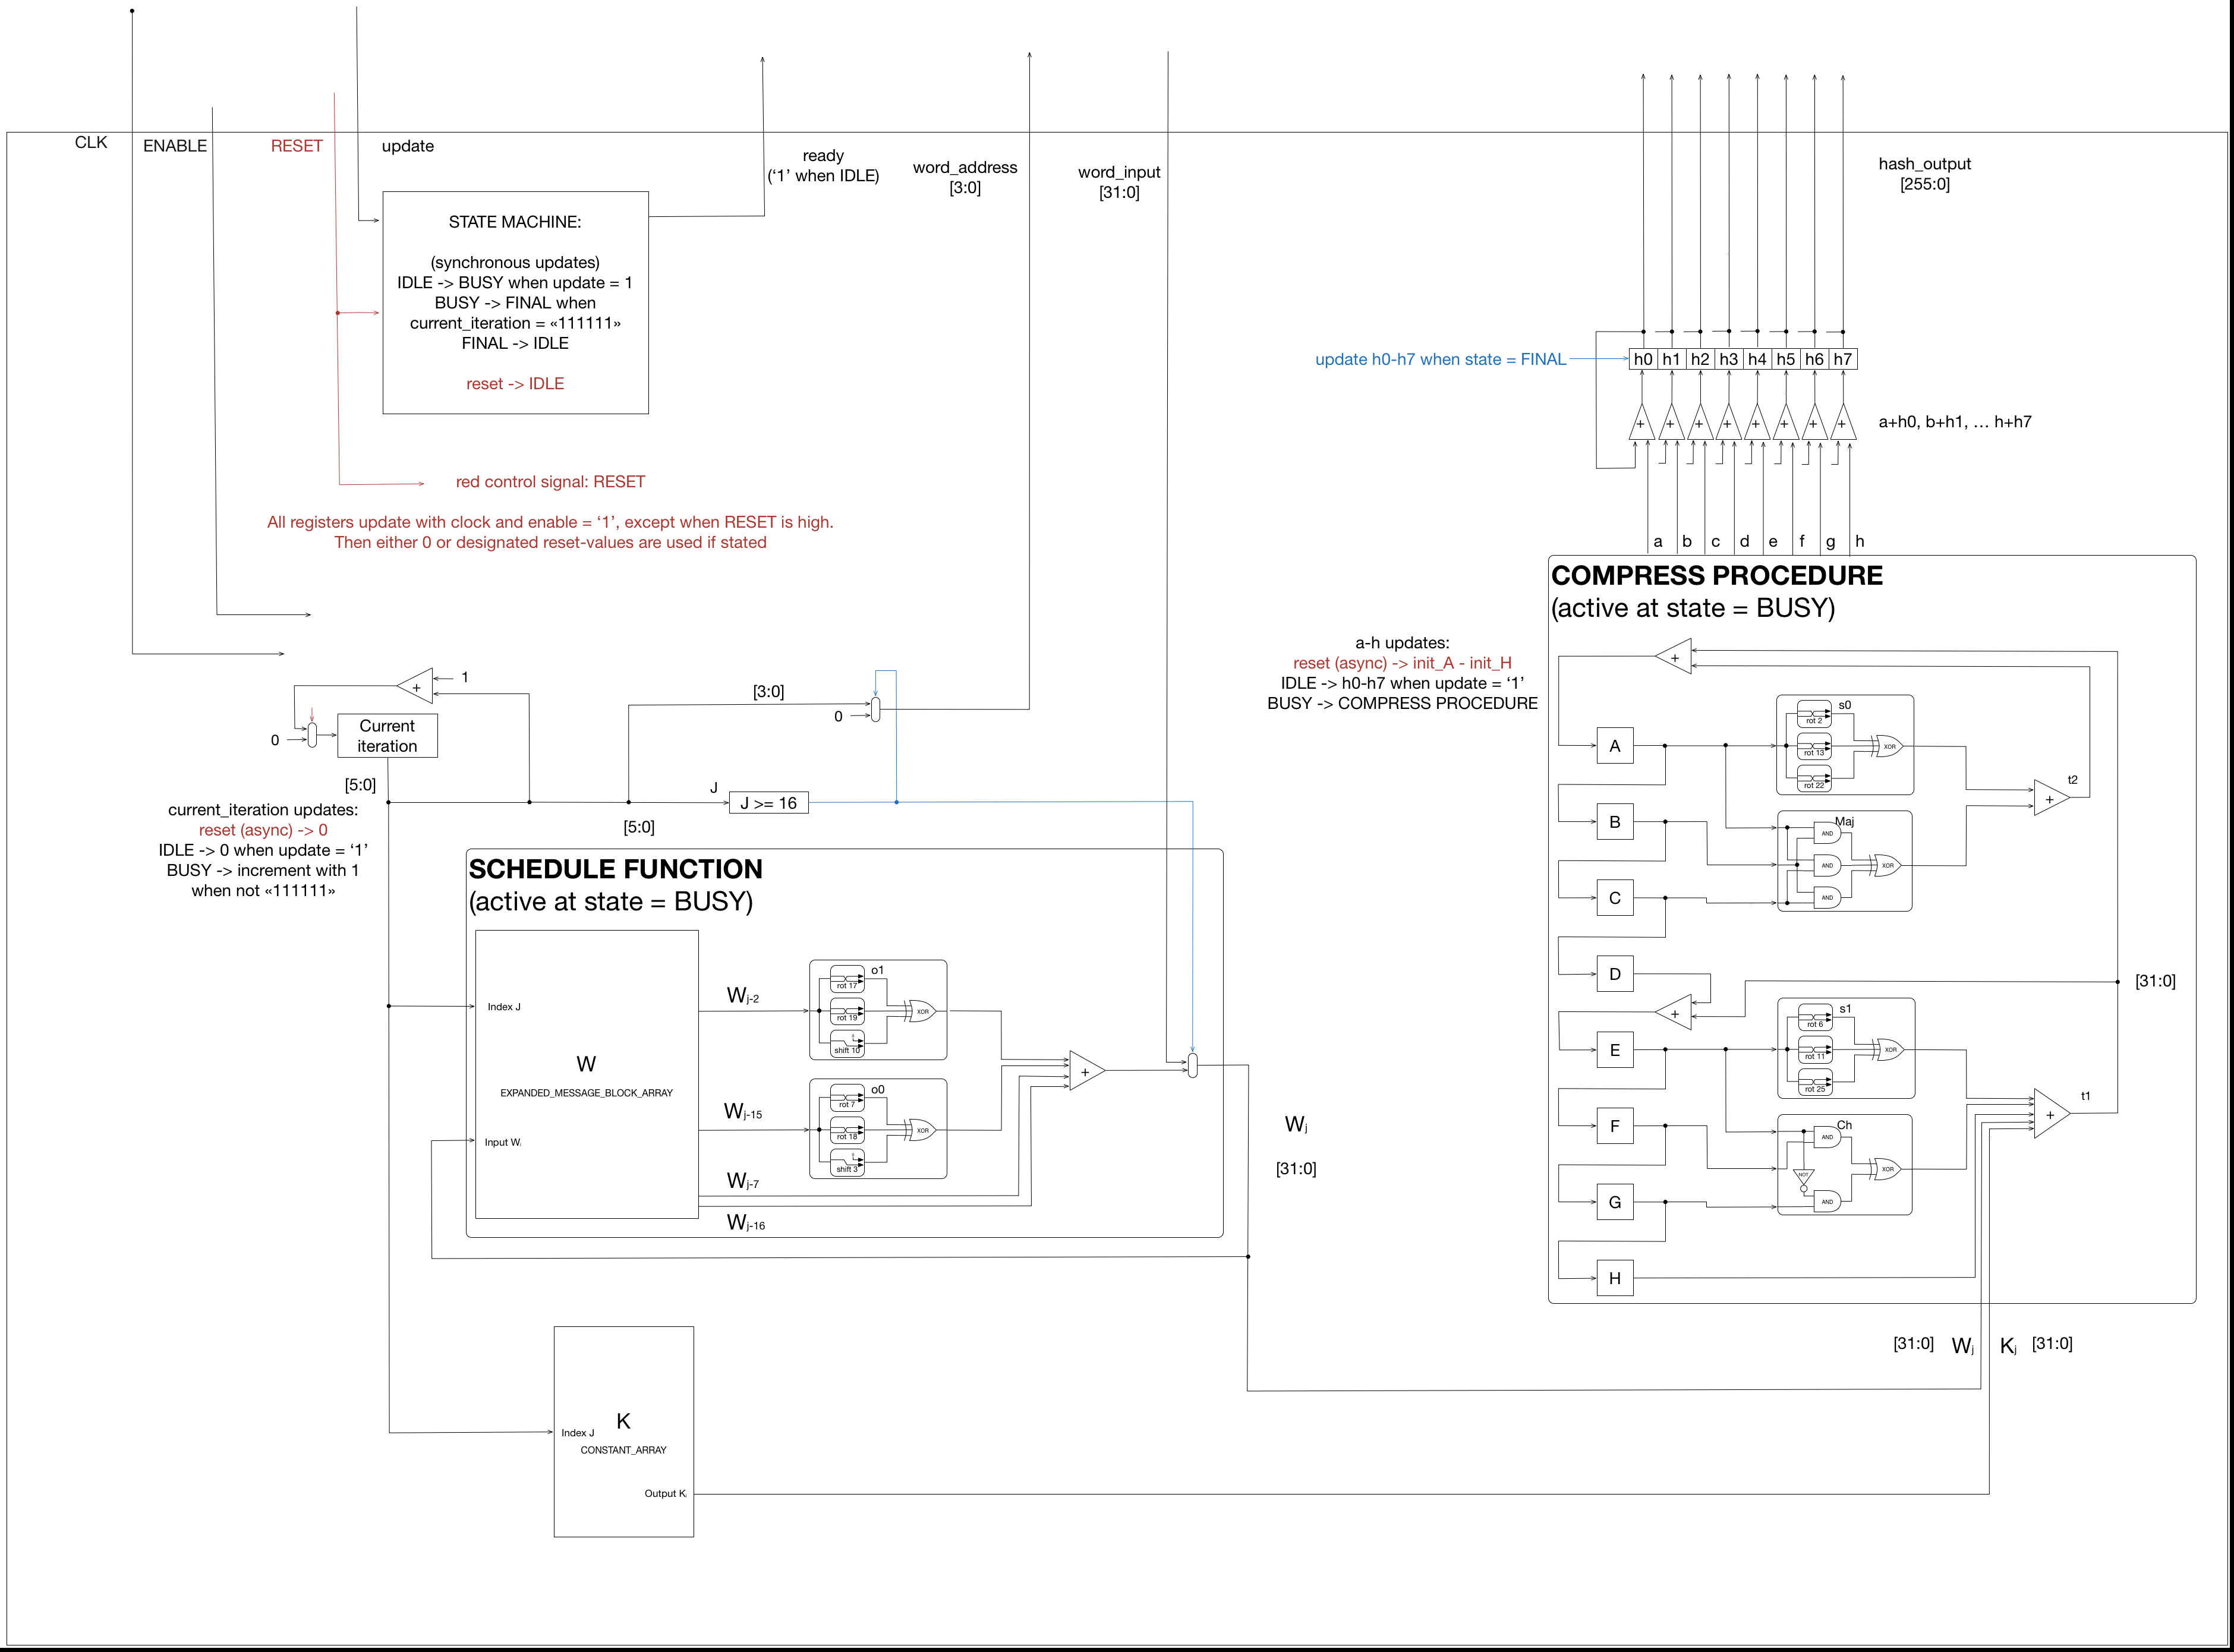 CLK
ENABLE
RESET
update
ready
(‘1’ when IDLE)
word_address
[3:0]
word_input
[31:0]
hash_output
[255:0]
STATE MACHINE:
(synchronous updates)
IDLE -> BUSY when update = 1
BUSY -> FINAL when
current_iteration = «111111»
FINAL -> IDLE
reset -> IDLE
red control signal: RESET
All registers update with clock and enable = ‘1’, except when RESET is high.
Then either 0 or designated reset-values are used if stated
update h0-h7 when state = FINAL
h0 h1 h2 h3 h4 h5 h6 h7
+ + + + + + + +
a+h0, b+h1, … h+h7
a b c d e f g h
COMPRESS PROCEDURE
(active at state = BUSY)
a-h updates:
reset (async) -> init_A - init_H
IDLE -> h0-h7 when update = ‘1’
BUSY -> COMPRESS PROCEDURE
+
1
0
Current
iteration
[5:0]
current_iteration updates:
reset (async) -> 0
IDLE -> 0 when update = ‘1’
BUSY -> increment with 1
when not «111111»
[3:0]
0
J
J >= 16
[5:0]
SCHEDULE FUNCTION
(active at state = BUSY)
Index J
W
EXPANDED_MESSAGE_BLOCK_ARRAY
Input Wⱼ
Wj-2
o1
rot 17
rot 19
shift 10
XOR
Wj-15
o0
rot 7
rot 18
shift 3
XOR
Wj-7
Wj-16
+
Wj
[31:0]
K
Index J
CONSTANT_ARRAY
Output Kⱼ
+
A
s0
rot 2
rot 13
rot 22
XOR
B
Maj
AND
AND
AND
XOR
C
+
t2
D
+
[31:0]
E
s1
rot 6
rot 11
rot 25
XOR
F
Ch
AND
NOT
AND
XOR
G
+
t1
H
[31:0] Wj Kj [31:0]